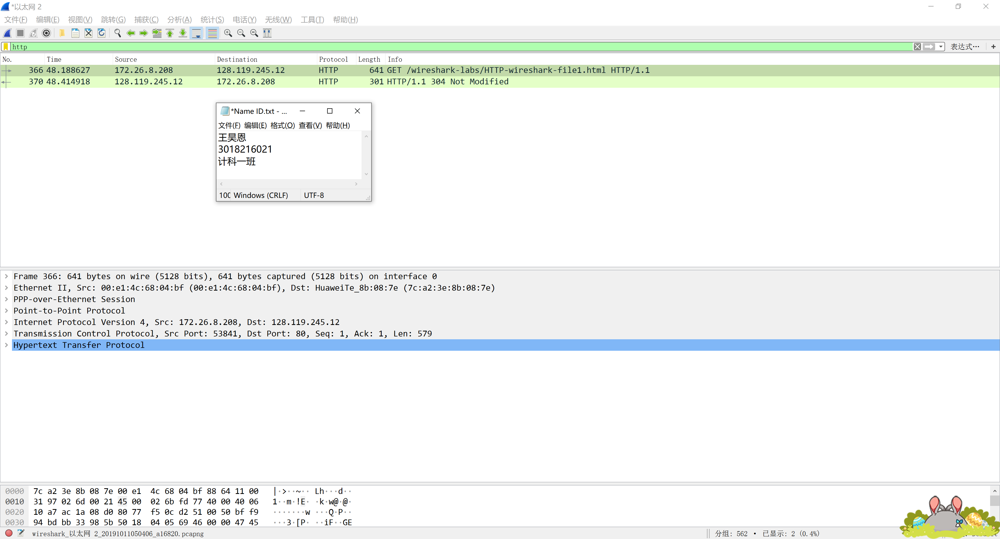 *以太网 2
文件(F) 编辑(E) 视图(V) 跳转(G) 捕获(C) 分析(A) 统计(S) 电话(Y) 无线(W) 工具(T) 帮助(H)
http 表达式… +
No. Time Source Destination Protocol Length Info
366 48.188627 172.26.8.208 128.119.245.12 HTTP 641 GET /wireshark-labs/HTTP-wireshark-file1.html HTTP/1.1
370 48.414918 128.119.245.12 172.26.8.208 HTTP 301 HTTP/1.1 304 Not Modified
*Name ID.txt - ...
文件(F) 编辑(E) 格式(O) 查看(V) 帮助(H)
王昊恩
3018216021
计科一班
100 Windows (CRLF) UTF-8
Frame 366: 641 bytes on wire (5128 bits), 641 bytes captured (5128 bits) on interface 0
Ethernet II, Src: 00:e1:4c:68:04:bf (00:e1:4c:68:04:bf), Dst: HuaweiTe_8b:08:7e (7c:a2:3e:8b:08:7e)
PPP-over-Ethernet Session
Point-to-Point Protocol
Internet Protocol Version 4, Src: 172.26.8.208, Dst: 128.119.245.12
Transmission Control Protocol, Src Port: 53841, Dst Port: 80, Seq: 1, Ack: 1, Len: 579
Hypertext Transfer Protocol
0000 7c a2 3e 8b 08 7e 00 e1 4c 68 04 bf 88 64 11 00 |·>··~·· Lh···d··
0010 31 97 02 6d 00 21 45 00 02 6b fd 77 40 00 40 06 1··m·!E· ·k·w@·@·
0020 10 a7 ac 1a 08 d0 80 77 f5 0c d2 51 00 50 bf f9 ·······w ···Q·P··
0030 94 bd bb 33 98 5b 50 18 04 05 69 46 00 00 47 45 ···3·[P· ··iF··GE
wireshark_以太网 2_20191011050406_a16820.pcapng 分组: 562 · 已显示: 2 (0.4%)